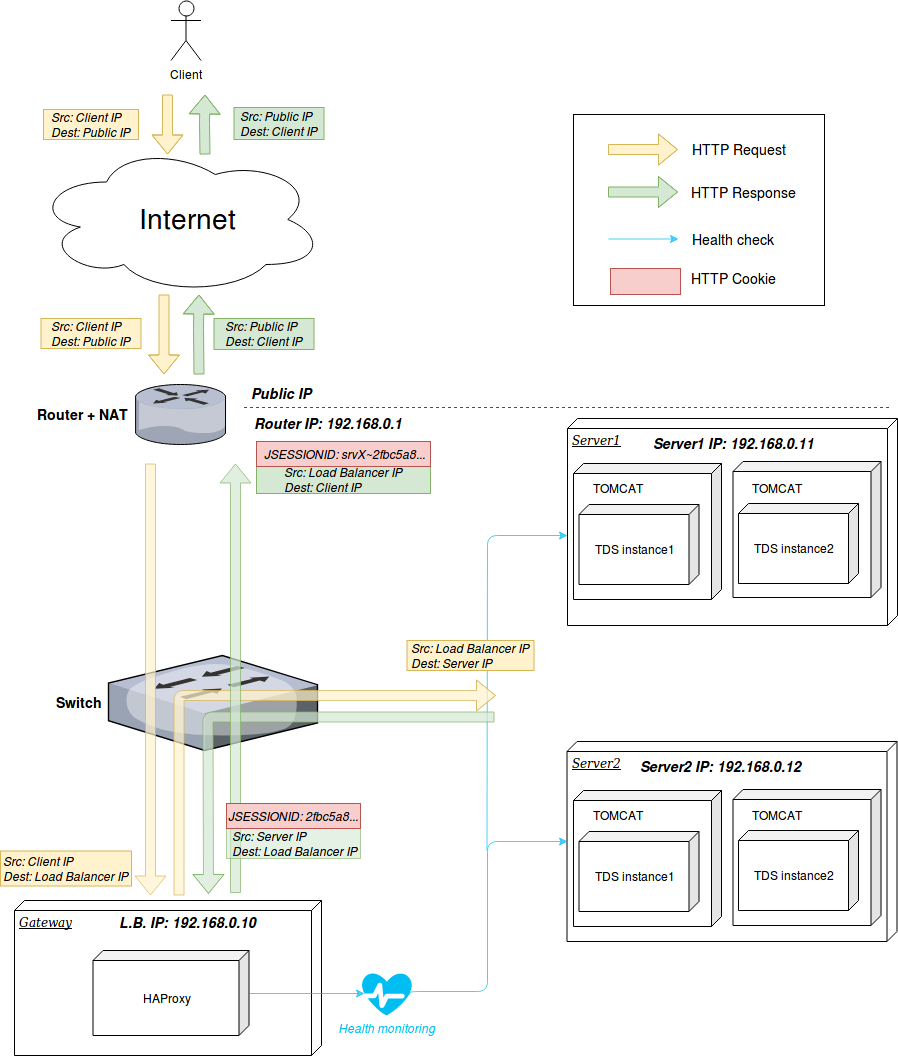 Client
Src: Client IP
Dest: Public IP
Src: Public IP
Dest: Client IP
Internet
HTTP Request
HTTP Response
Health check
HTTP Cookie
Src: Client IP
Dest: Public IP
Src: Public IP
Dest: Client IP
Router + NAT
Public IP
Router IP: 192.168.0.1
JSESSIONID: srvX~2fbc5a8...
Src: Load Balancer IP
Dest: Client IP
Server1
Server1 IP: 192.168.0.11
TOMCAT
TDS instance1
TOMCAT
TDS instance2
Src: Load Balancer IP
Dest: Server IP
Switch
Server2
Server2 IP: 192.168.0.12
TOMCAT
TDS instance1
TOMCAT
TDS instance2
JSESSIONID: 2fbc5a8...
Src: Server IP
Dest: Load Balancer IP
Src: Client IP
Dest: Load Balancer IP
Gateway
L.B. IP: 192.168.0.10
HAProxy
Health monitoring